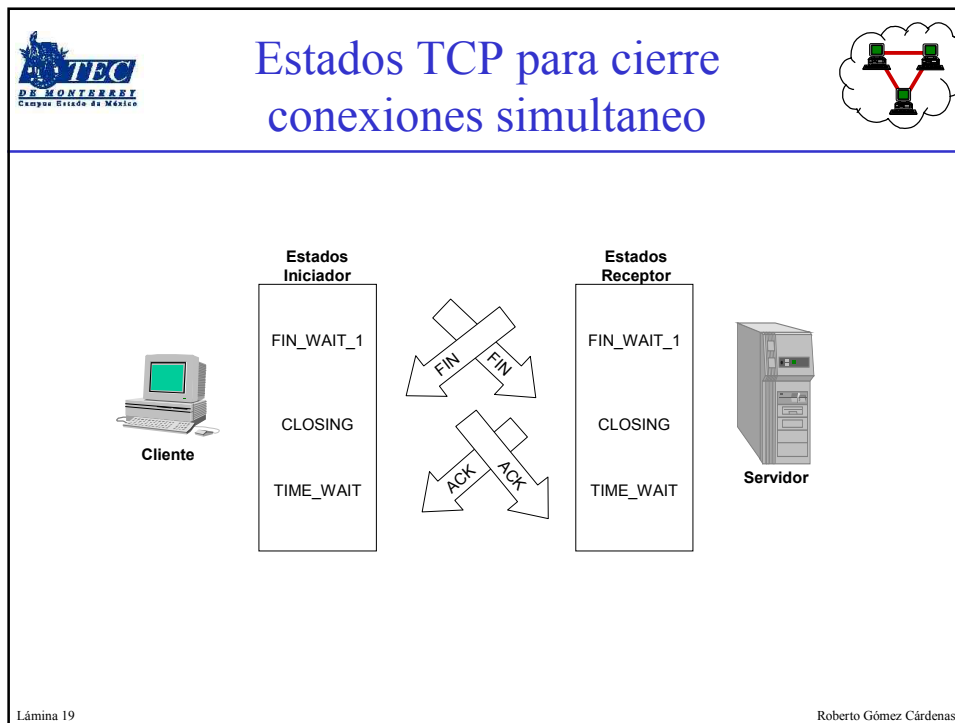 TEC
DE MONTERREY
Campus Estado de México
Estados TCP para cierre
conexiones simultaneo
Estados
Iniciador
Estados
Receptor
FIN_WAIT_1
FIN
FIN
FIN_WAIT_1
CLOSING
CLOSING
Cliente
ACK
ACK
TIME_WAIT
TIME_WAIT
Servidor
Lámina 19
Roberto Gómez Cárdenas